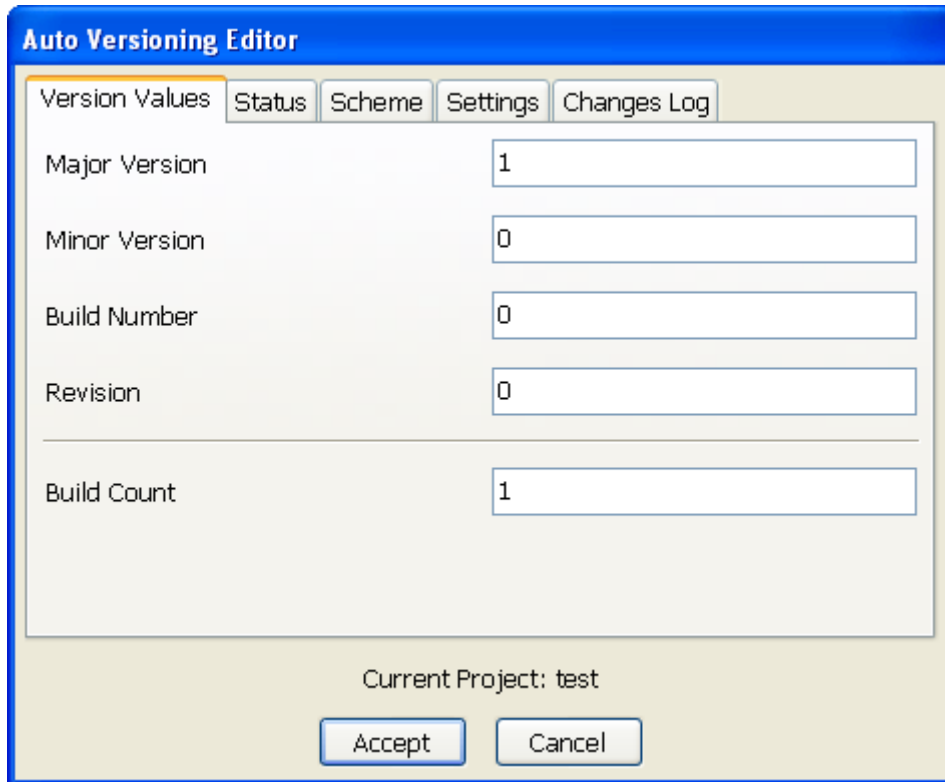 Auto Versioning Editor
Version Values Status Scheme Settings Changes Log
Major Version 1
Minor Version 0
Build Number 0
Revision 0
Build Count 1
Current Project: test
Accept Cancel